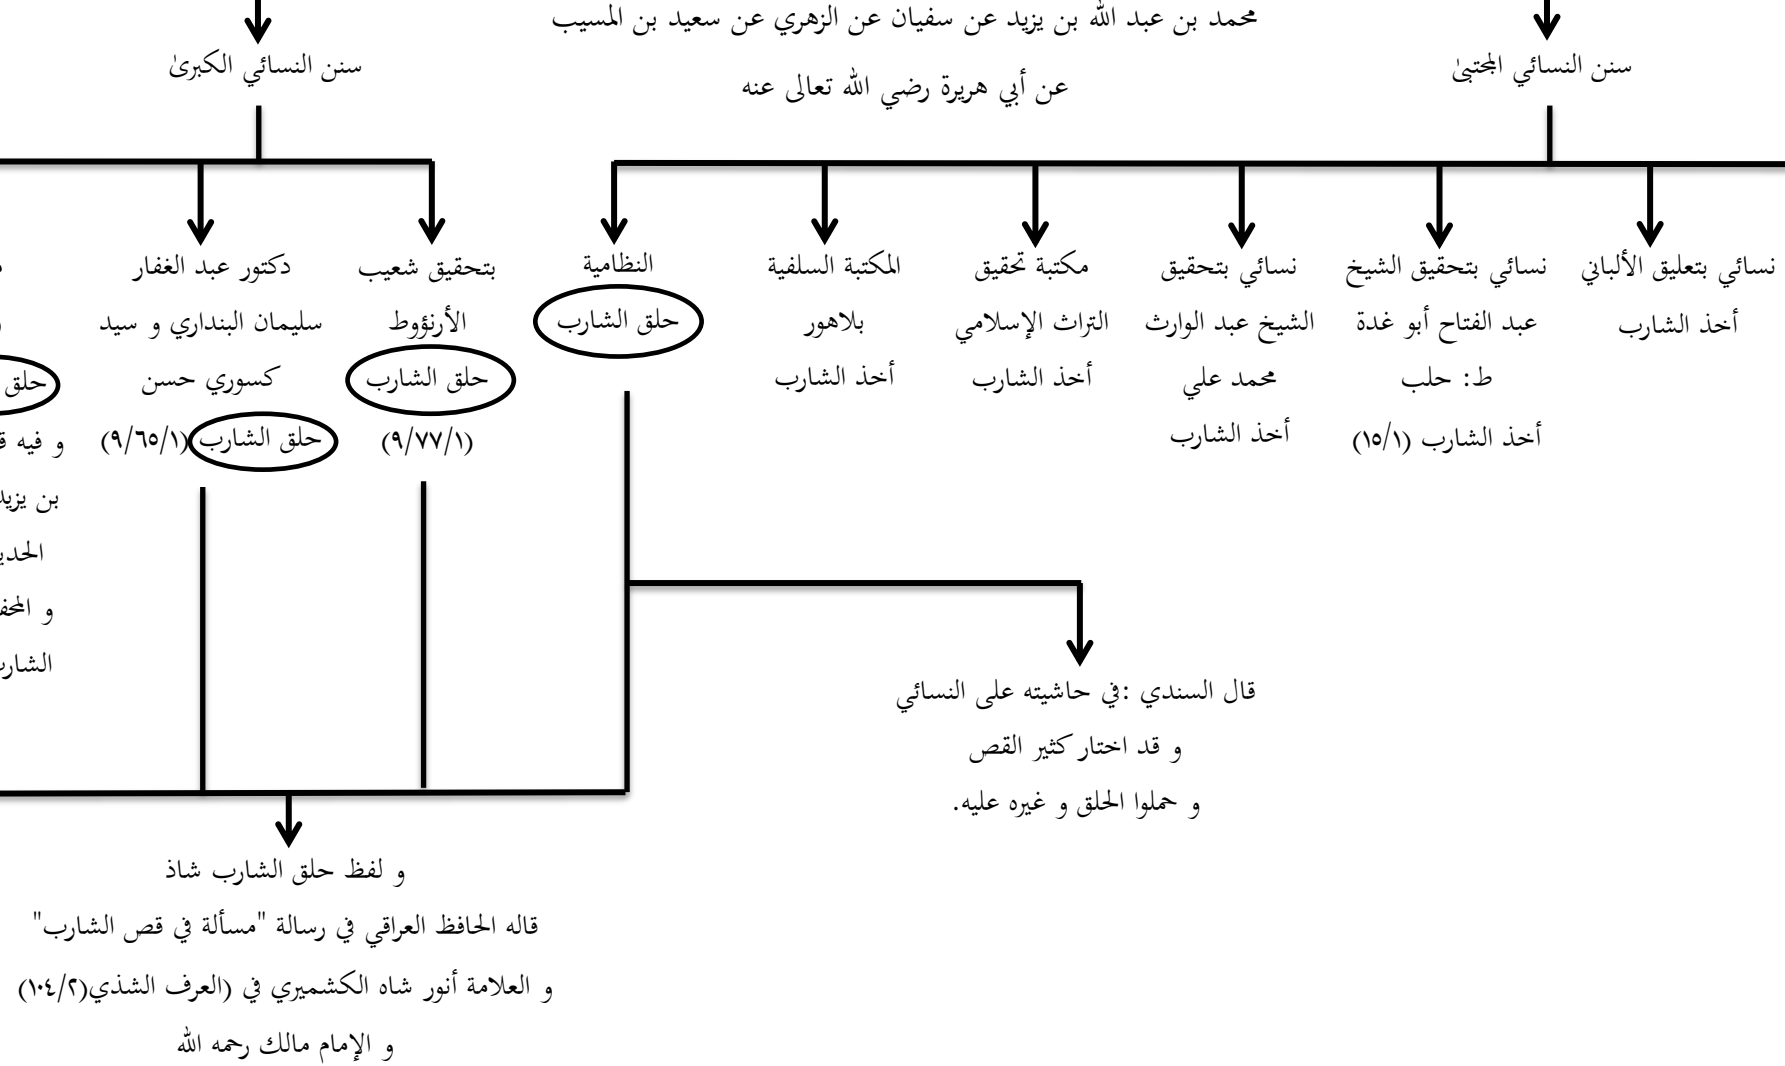 محمد بن عبد الله بن يزيد عن سفيان عن الزهري عن سعيد بن المسيب
عن أبي هريرة رضي الله تعالى عنه
سنن النسائي المجتبىٰ
سنن النسائي الكبرىٰ
نسائي بتعليق الألباني
أخذ الشارب
نسائي بتحقيق الشيخ
عبد الفتاح أبو غدة
ط: حلب
أخذ الشارب (١٥/١)
نسائي بتحقيق
الشيخ عبد الوارث
محمد علي
أخذ الشارب
مكتبة تحقيق
التراث الإسلامي
أخذ الشارب
المكتبة السلفية
بلاهور
أخذ الشارب
النظامية
حلق الشارب
بتحقيق شعيب
الأرنؤوط
حلق الشارب
(٩/٧٧/١)
دكتور عبد الغفار
سليمان البنداري و سيد
كسوري حسن
حلق الشارب (٩/٦٥/١)
حلق
و فيه
بن يزيد
و
قال السندي :في حاشيته على النسائي
و قد اختار كثير القص
و حملوا الحلق و غيره عليه.
و لفظ حلق الشارب شاذ
قاله الحافظ العراقي في رسالة "مسألة في قص الشارب"
و العلامة أنور شاه الكشميري في (العرف الشذي(١٠٤/٢)
و الإمام مالك رحمه الله